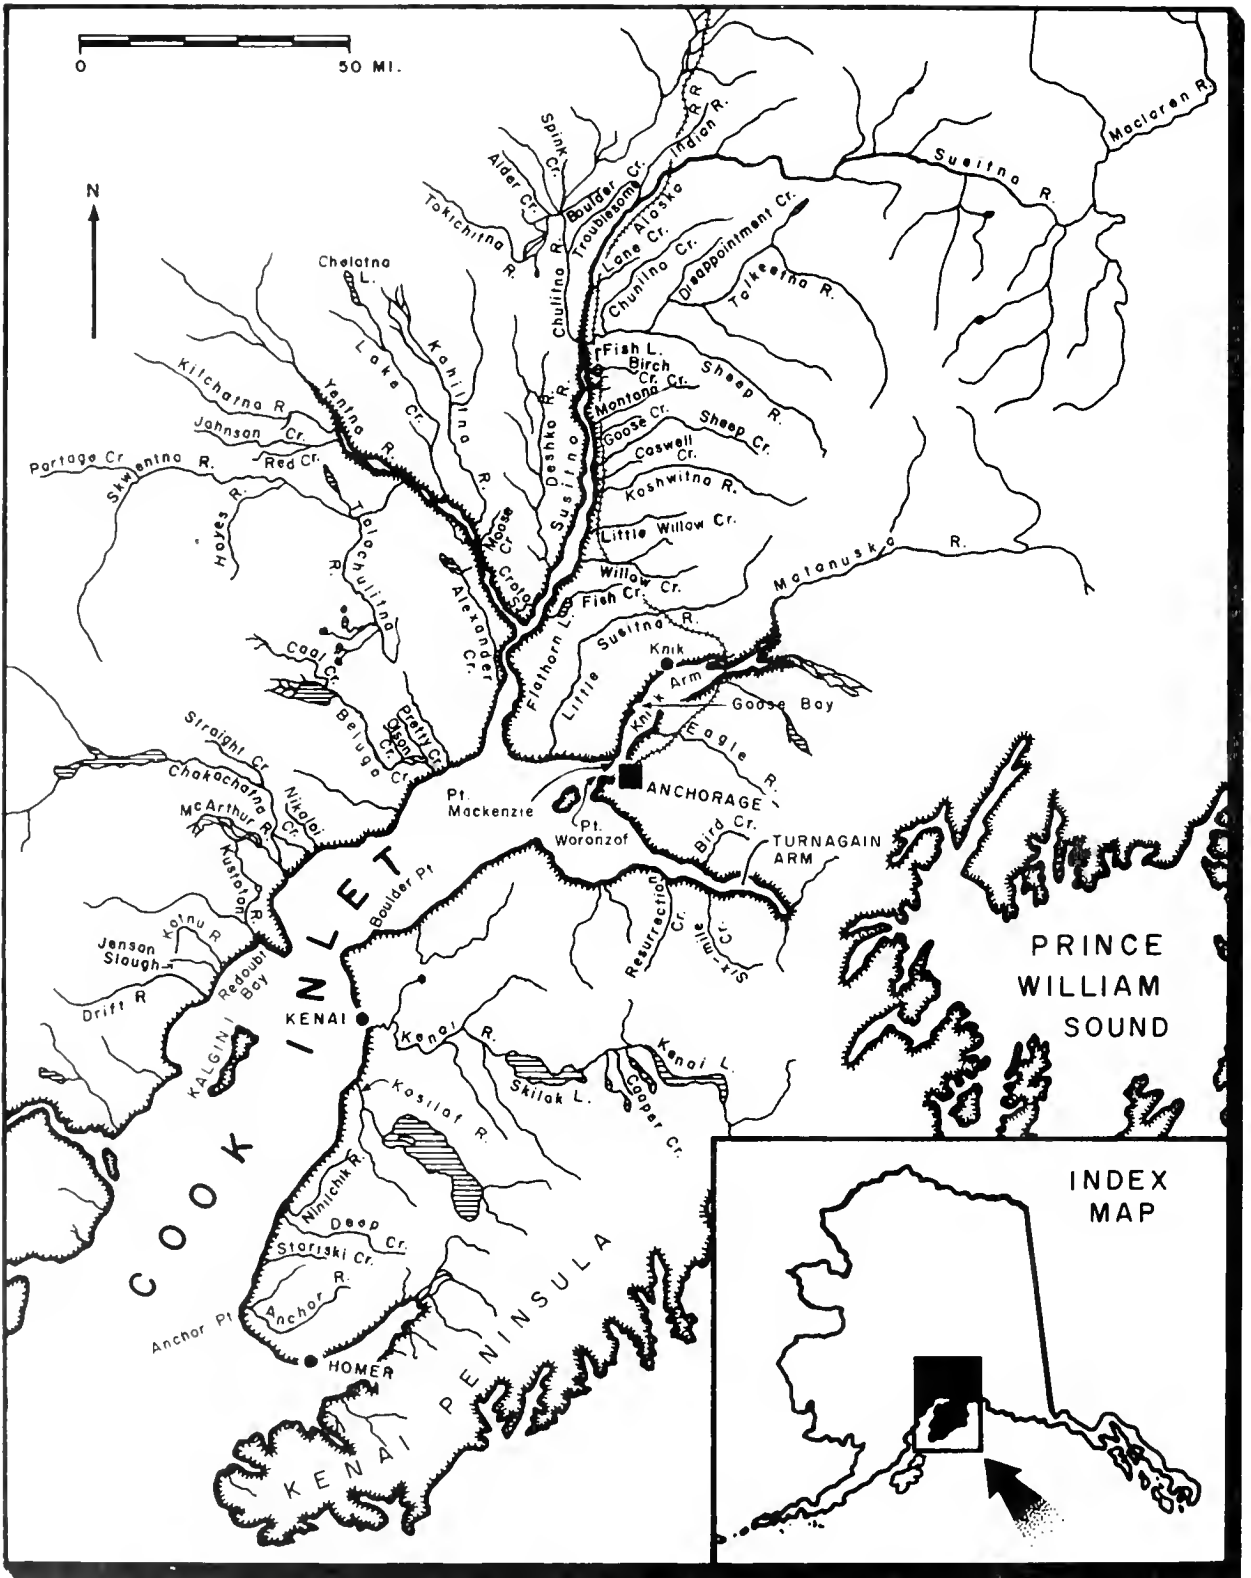 0
50 MI.
N
Maclaren R.
Susitna R.
R R
Indian R.
Spink
Cr.
Alder Cr.
Boulder Cr.
Troublesome
Alaska
Tokichitna
R.
Chulitna R.
Lane Cr.
Chunilna Cr.
Disappointment Cr.
Talkeetna R.
Chelatna
L.
Lake Cr.
Kahiltna R.
Kitchatna R
Yentna R.
Johnson Cr.
Red Cr.
Portage Cr
Skwentna R.
Hayes R.
Talachulitna
R.
Deshka R.
Susitna R.
Fish L.
Birch
Cr.
Cr.
Montana
Sheep R.
Goose Cr.
Sheep Cr.
Caswell
Cr.
Kashwitna R.
Little Willow Cr.
Willow Cr.
Fish Cr.
Moose
Cr
Alexander
Cr.
Flathorn L.
Little Susitna R.
Matanuska R.
Knik
Knik Arm
Goose Bay
Eagle R.
Coal Cr.
Beluga
Pretty Cr.
Olson
Cr.
Cr
Straight Cr.
Chakachatna
McArthur R.
Nikolai
Cr.
Kustatan
R.
Pt.
Mackenzie
Pt.
Woronzof
ANCHORAGE
Bird Cr.
TURNAGAIN
ARM
Boulder Pt
Resurrection
Cr.
Six-mile
Cr.
Jensen
Slough
Drift R
Redoubt
Bay
KALGIN I
COOK INLET
KENAI
Kenai R.
Skilak L.
Kenai L.
Cooper Cr.
Kasilof R.
Ninilchik R.
Deep
Cr.
Stariski Cr.
Anchor R.
Anchor Pt
HOMER
KENAI PENINSULA
PRINCE
WILLIAM
SOUND
INDEX
MAP